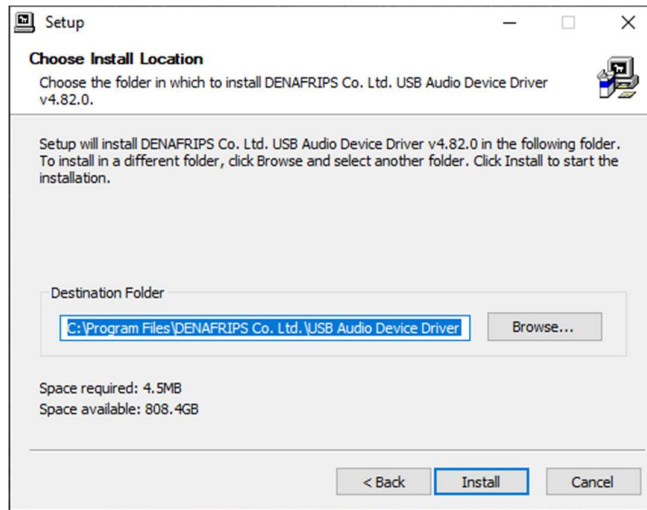 Setup
Choose Install Location
Choose the folder in which to install DENAFRIPS Co. Ltd. USB Audio Device Driver
v4.82.0.
Setup will install DENAFRIPS Co. Ltd. USB Audio Device Driver v4.82.0 in the following folder.
To install in a different folder, click Browse and select another folder. Click Install to start the
installation.
Destination Folder
C:\Program Files\DENAFRIPS Co. Ltd.\USB Audio Device Driver
Browse...
Space required: 4.5MB
Space available: 808.4GB
< Back
Install
Cancel